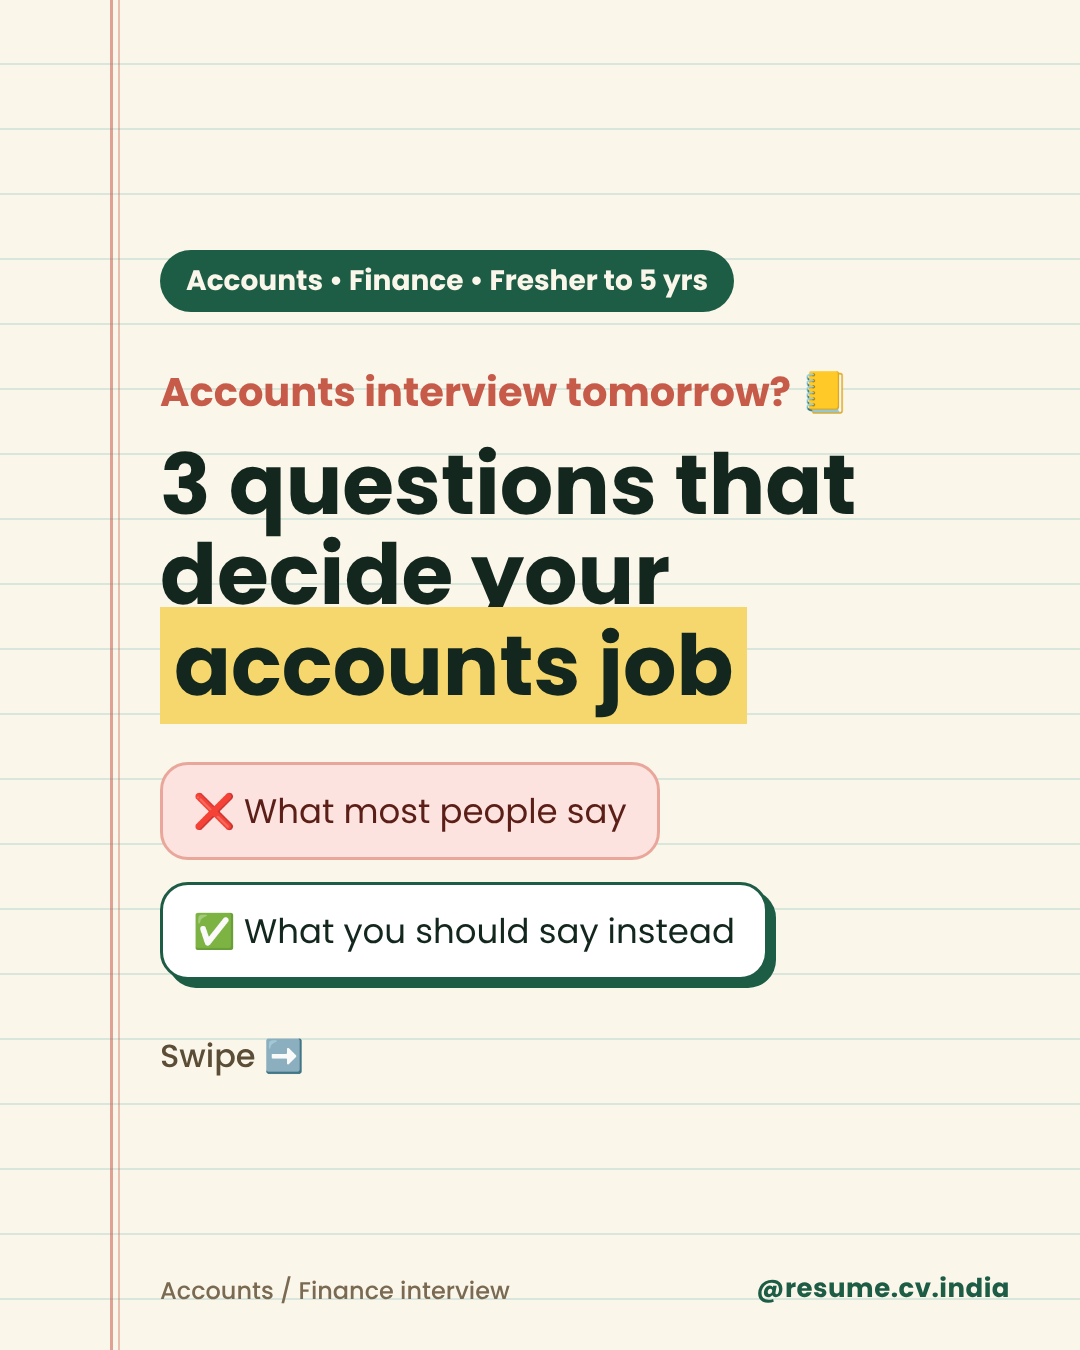 Accounts • Finance • Fresher to 5 yrs
Accounts interview tomorrow? 📒
3 questions that
decide your
accounts job
❌ What most people say
✅ What you should say instead
Swipe ➡️
Accounts / Finance interview
@resume.cv.india